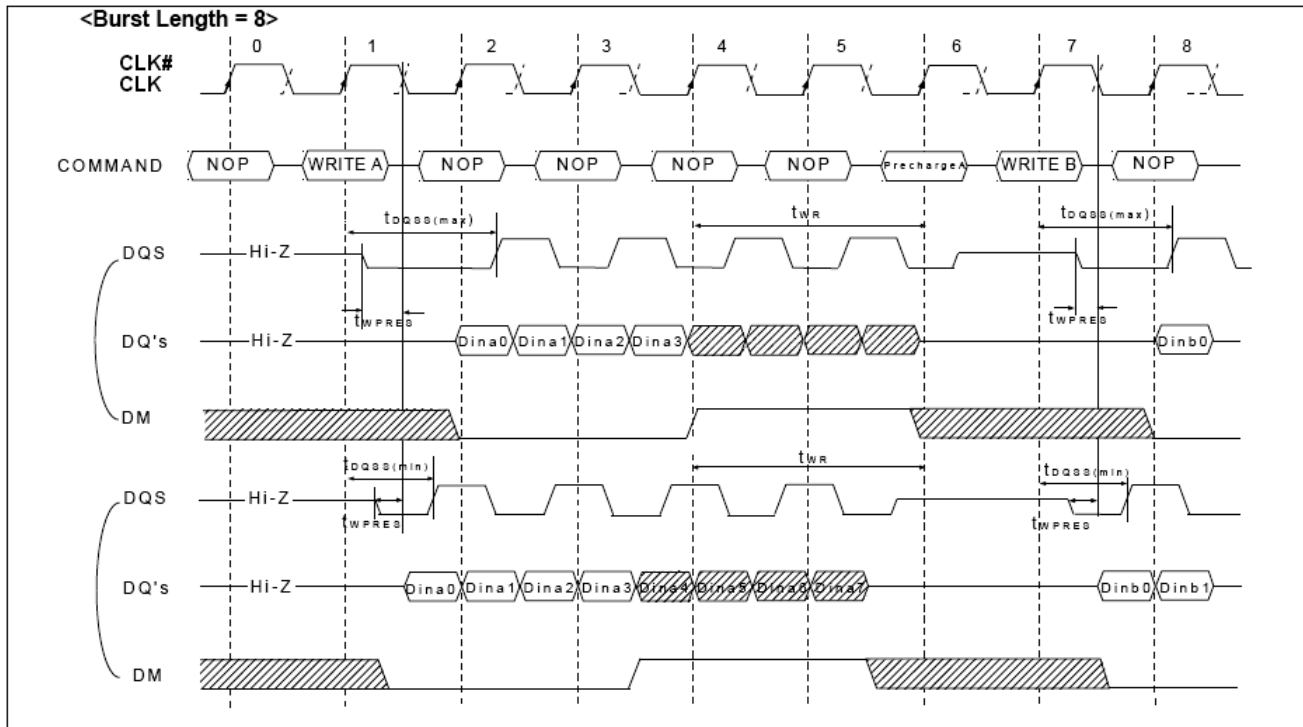 <Burst Length = 8>
0 1 2 3 4 5 6 7 8
CLK#
CLK
COMMAND NOP WRITE A NOP NOP NOP NOP PrechargeA WRITE B NOP
tDQSS(max) tWR tDQSS(max)
DQS Hi-Z
tWPRES tWPRES
DQ's Hi-Z Dina0 Dina1 Dina2 Dina3 Dinb0
DM
tDQSS(min) tWR tDQSS(min)
DQS Hi-Z
tWPRES tWPRES
DQ's Hi-Z Dina0 Dina1 Dina2 Dina3 Dina4 Dina5 Dina6 Dina7 Dinb0 Dinb1
DM